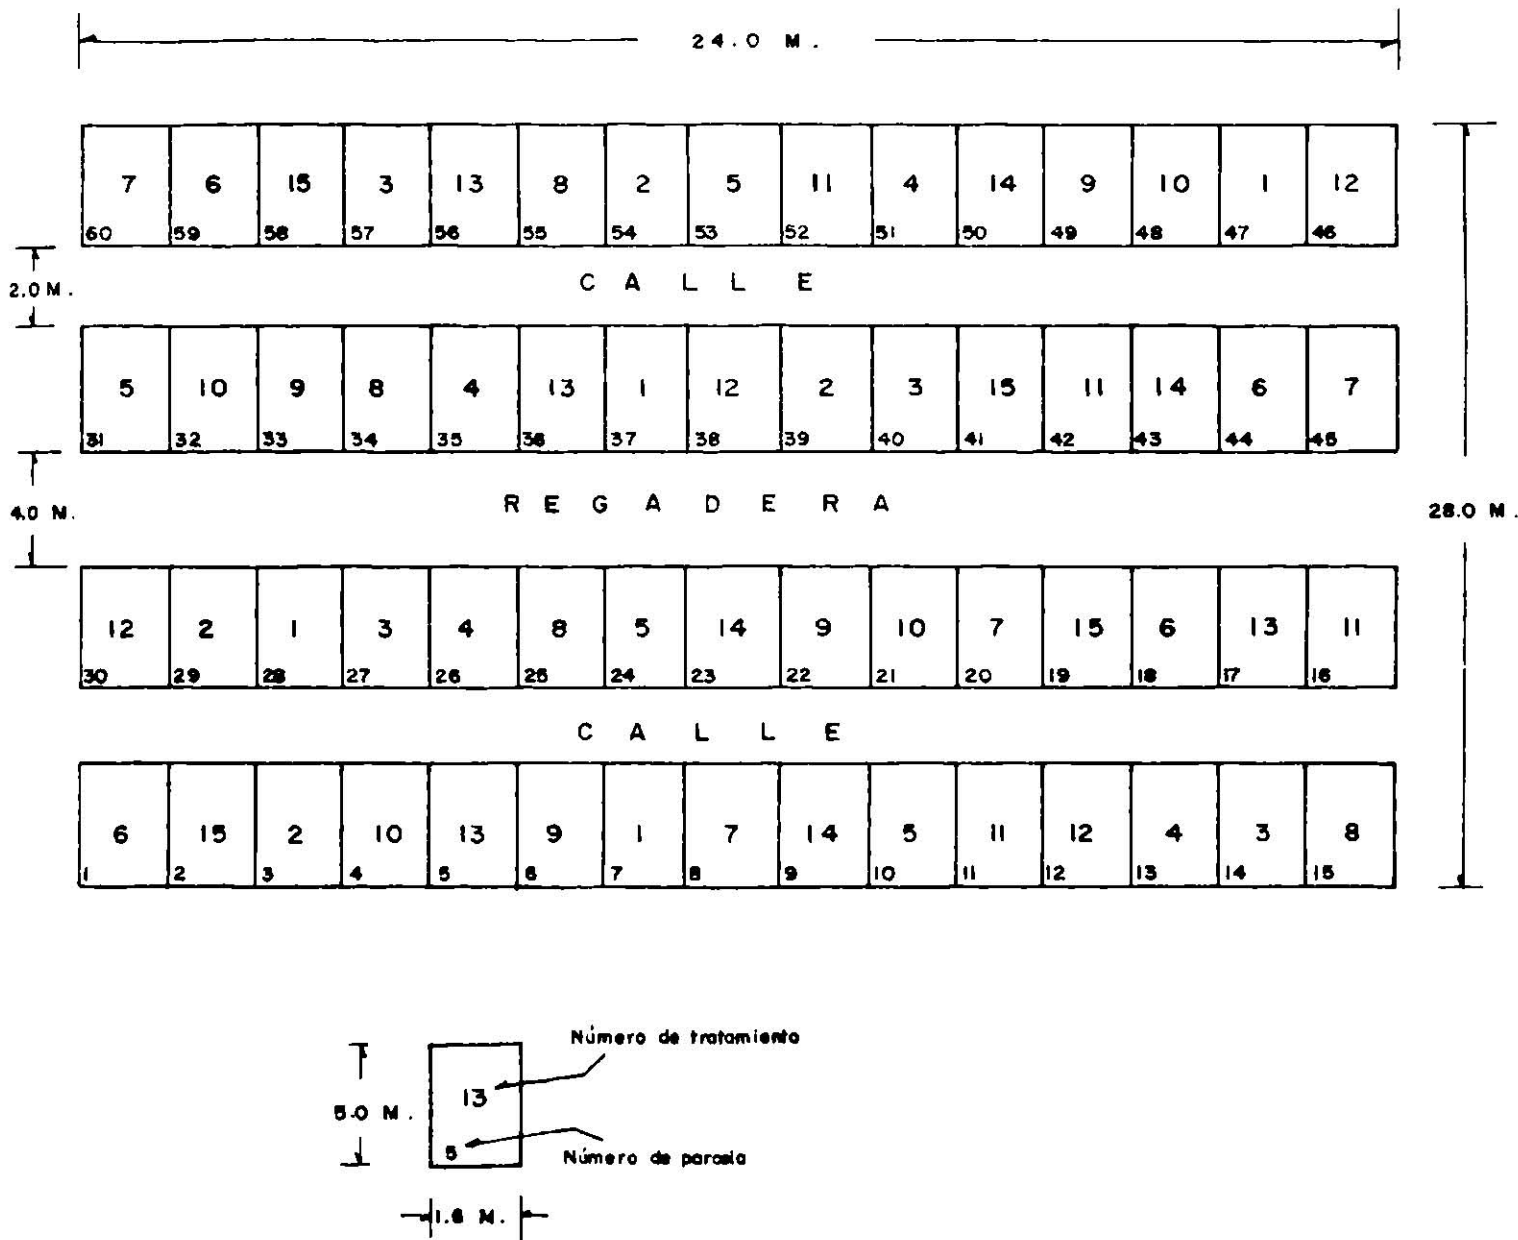 24.0 M.
7 6 15 3 13 8 2 5 11 4 14 9 10 1 12
60 59 58 57 56 55 54 53 52 51 50 49 48 47 46
2.0 M.
CALLE
5 10 9 8 4 13 1 12 2 3 15 11 14 6 7
31 32 33 34 35 36 37 38 39 40 41 42 43 44 45
4.0 M.
REGADERA
28.0 M.
12 2 1 3 4 8 5 14 9 10 7 15 6 13 11
30 29 28 27 26 25 24 23 22 21 20 19 18 17 16
CALLE
6 15 2 10 13 9 1 7 14 5 11 12 4 3 8
1 2 3 4 5 6 7 8 9 10 11 12 13 14 15
Número de tratamiento
13
5.0 M.
5
Número de parcela
1.6 M.